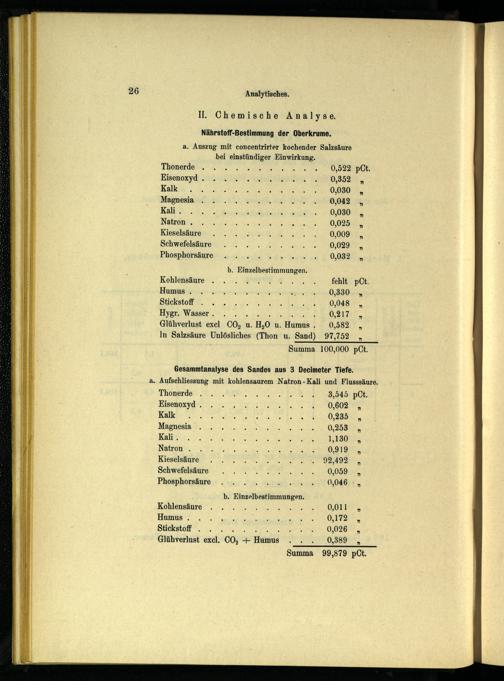 26
Analytisches.
II. Chemische Analyse.
Nährstoff-Bestimmung der Oberkrume.
a. Auszug mit concentrirter kochender Salzsäure
bei einstündiger Einwirkung.
Thonerde . . . . . . . . . . . 0,522 pCt.
Eisenoxyd . . . . . . . . . . . 0,352 „
Kalk . . . . . . . . . . . 0,030 „
Magnesia . . . . . . . . . . . 0,042 „
Kali . . . . . . . . . . . . 0,030 „
Natron . . . . . . . . . . . 0,025 „
Kieselsäure . . . . . . . . . . 0,009 „
Schwefelsäure . . . . . . . . . 0,029 „
Phosphorsäure . . . . . . . . . 0,032 „
b. Einzelbestimmungen.
Kohlensäure . . . . . . . . . . fehlt pCt.
Humus . . . . . . . . . . . . 0,330 „
Stickstoff . . . . . . . . . . . 0,048 „
Hygr. Wasser . . . . . . . . . . 0,217 „
Glühverlust excl CO₂ u. H₂O u. Humus . 0,582 „
In Salzsäure Unlösliches (Thon u. Sand) 97,752 „
Summa 100,000 pCt.
Gesammtanalyse des Sandes aus 3 Decimeter Tiefe.
a. Aufschliessung mit kohlensaurem Natron-Kali und Flusssäure.
Thonerde . . . . . . . . . . . 3,545 pCt.
Eisenoxyd . . . . . . . . . . . 0,602 „
Kalk . . . . . . . . . . . 0,235 „
Magnesia . . . . . . . . . . . 0,253 „
Kali . . . . . . . . . . . . 1,130 „
Natron . . . . . . . . . . . 0,919 „
Kieselsäure . . . . . . . . . . 92,492 „
Schwefelsäure . . . . . . . . . 0,059 „
Phosphorsäure . . . . . . . . . 0,046 „
b. Einzelbestimmungen.
Kohlensäure . . . . . . . . . . 0,011 „
Humus . . . . . . . . . . . . 0,172 „
Stickstoff . . . . . . . . . . . 0,026 „
Glühverlust excl. CO₂ + Humus . . . 0,389 „
Summa 99,879 pCt.